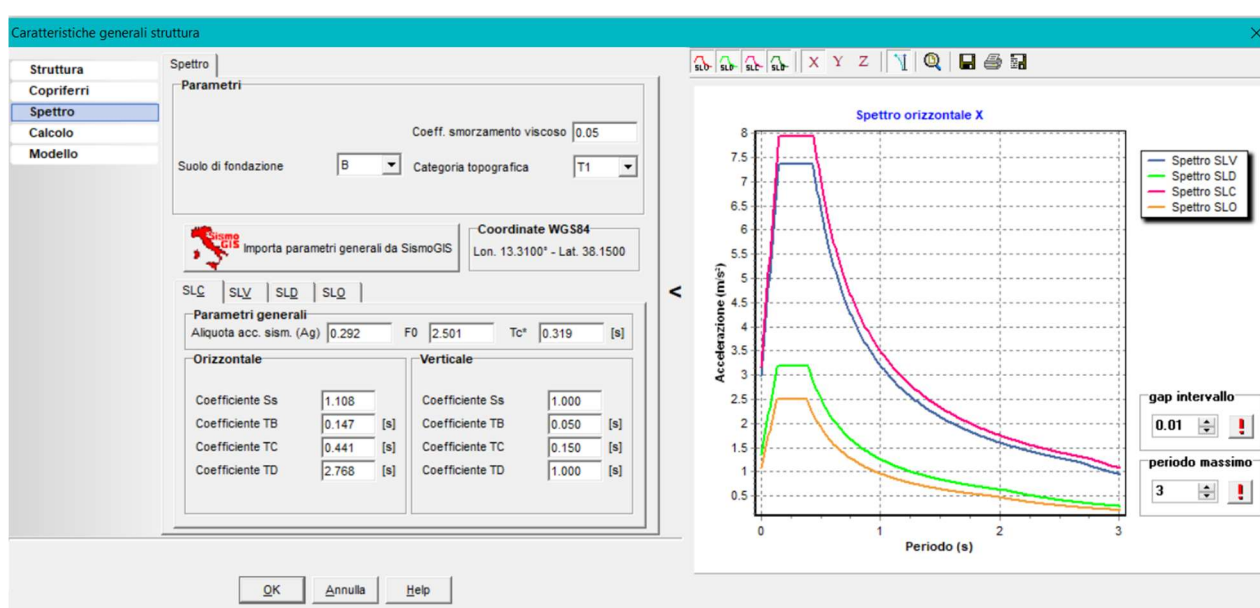 Caratteristiche generali struttura
Struttura
Copriferri
Spettro
Calcolo
Modello
Spettro
Parametri
Coeff. smorzamento viscoso 0.05
Suolo di fondazione B Categoria topografica T1
Sismo GIS
Importa parametri generali da SismoGIS
Coordinate WGS84
Lon. 13.3100° - Lat. 38.1500
SLC SLV SLD SLO
Parametri generali
Aliquota acc. sism. (Ag) 0.292 F0 2.501 Tc* 0.319 [s]
Orizzontale
Coefficiente Ss 1.108
Coefficiente TB 0.147 [s]
Coefficiente TC 0.441 [s]
Coefficiente TD 2.768 [s]
Verticale
Coefficiente Ss 1.000
Coefficiente TB 0.050 [s]
Coefficiente TC 0.150 [s]
Coefficiente TD 1.000 [s]
OK Annulla Help
<
X Y Z
Spettro orizzontale X
8
7.5
7
6.5
6
5.5
5
4.5
4
3.5
3
2.5
2
1.5
1
0.5
Accelerazione (m/s²)
0 1 2 3
Periodo (s)
Spettro SLV
Spettro SLD
Spettro SLC
Spettro SLO
gap intervallo
0.01 !
periodo massimo
3 !